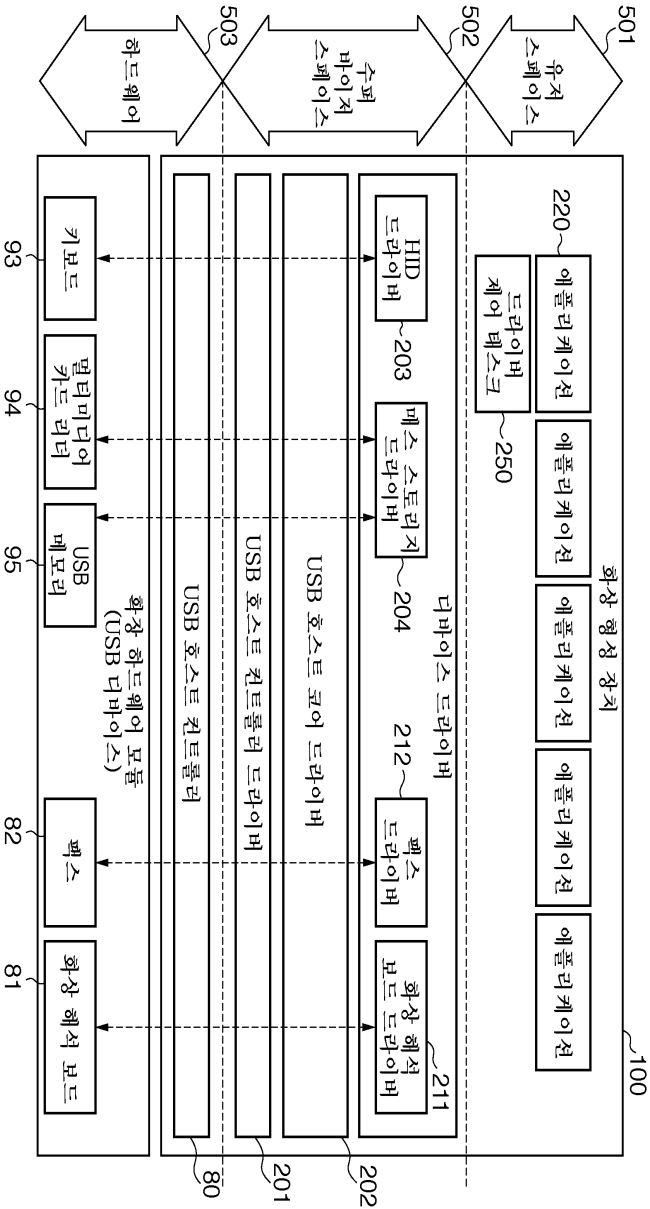 501
유저
스페이스
502
수퍼
바이저
스페이스
503
하드웨어
100
화상 형성 장치
220
애플리케이션
애플리케이션
애플리케이션
애플리케이션
애플리케이션
드라이버
제어 태스크
250
디바이스 드라이버
HID
드라이버
203
매스 스토리지
드라이버
204
212
팩스
드라이버
화상 해석
보드 드라이버
211
USB 호스트 코어 드라이버
202
USB 호스트 컨트롤러 드라이버
201
USB 호스트 컨트롤러
80
확장 하드웨어 모듈
(USB 디바이스)
키보드
93
멀티미디어
카드 리더
94
USB
메모리
95
팩스
82
화상 해석 보드
81